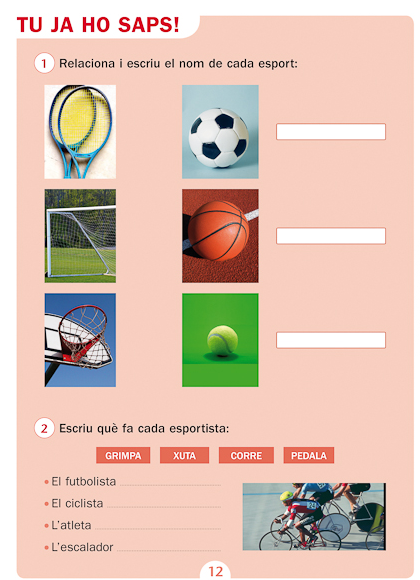 TU JA HO SAPS!
1 Relaciona i escriu el nom de cada esport:
2 Escriu què fa cada esportista:
GRIMPA XUTA CORRE PEDALA
• El futbolista
• El ciclista
• L'atleta
• L'escalador
12